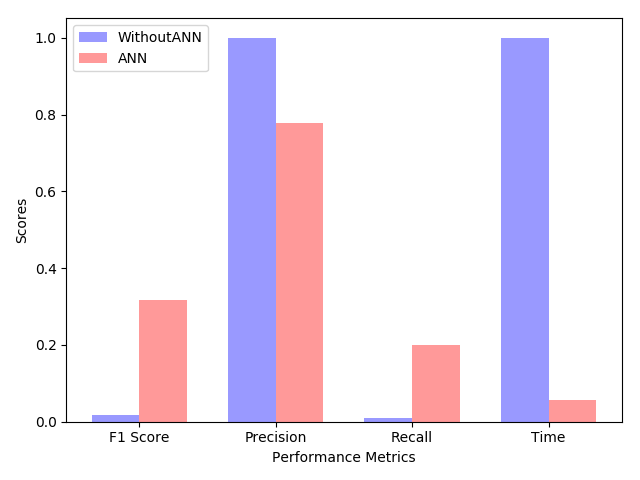 WithoutANN
ANN
1.0
0.8
0.6
0.4
0.2
0.0
Scores
F1 Score Precision Recall Time
Performance Metrics